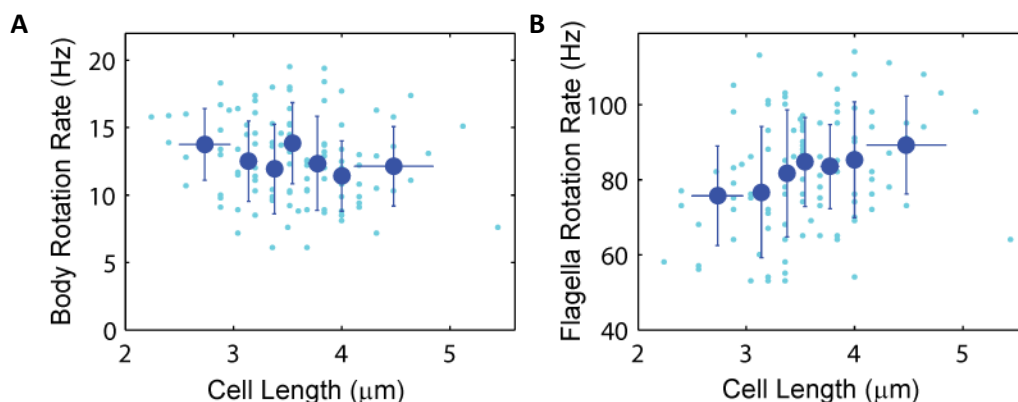 A
Body Rotation Rate (Hz)
20
15
10
5
0
2 3 4 5
Cell Length (μm)
B
Flagella Rotation Rate (Hz)
100
80
60
40
2 3 4 5
Cell Length (μm)